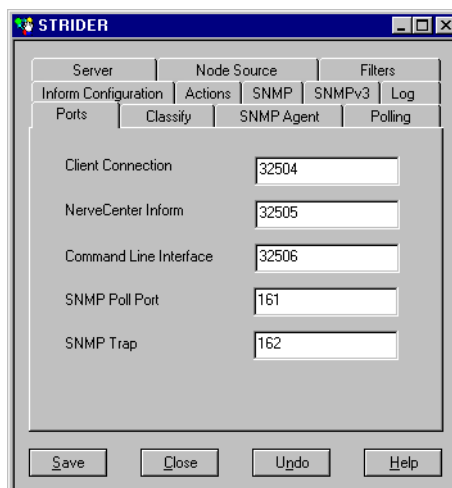 STRIDER
Server Node Source Filters
Inform Configuration Actions SNMP SNMPv3 Log
Ports Classify SNMP Agent Polling
Client Connection 32504
NerveCenter Inform 32505
Command Line Interface 32506
SNMP Poll Port 161
SNMP Trap 162
Save Close Undo Help